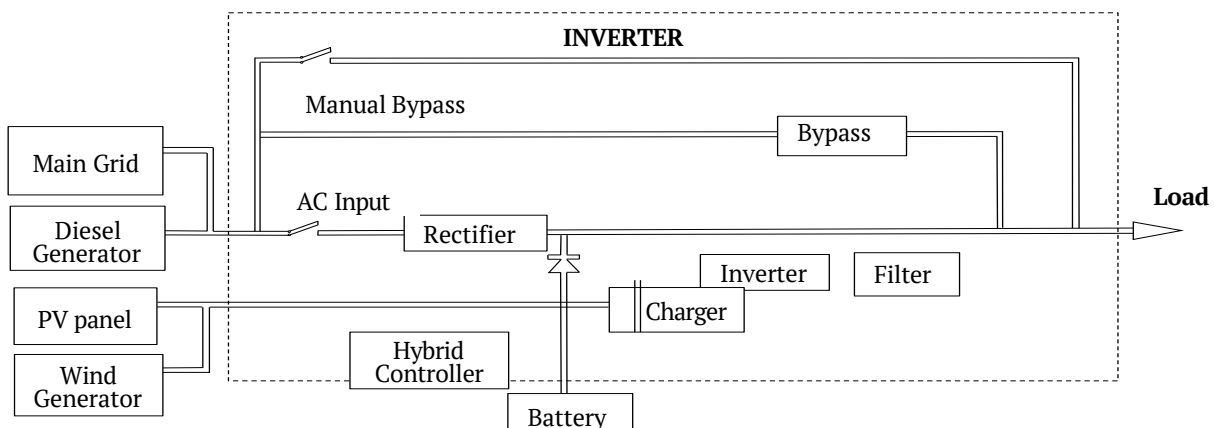 INVERTER
Manual Bypass
Bypass
Main Grid
AC Input
Load
Diesel
Generator
Rectifier
Inverter
Filter
PV panel
Charger
Hybrid
Controller
Wind
Generator
Battery